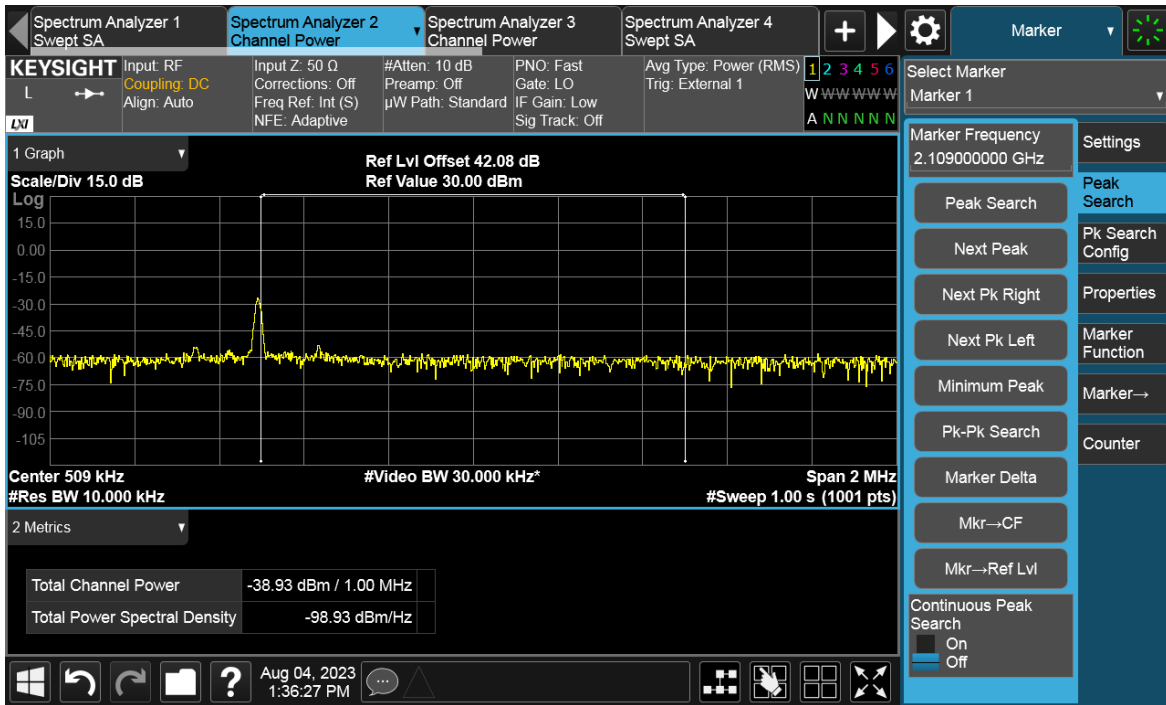 Spectrum Analyzer 1
Swept SA
Spectrum Analyzer 2
Channel Power
Spectrum Analyzer 3
Channel Power
Spectrum Analyzer 4
Swept SA
+
Marker
KEYSIGHT
L
LXI
Input: RF
Coupling: DC
Align: Auto
Input Z: 50 Ω
Corrections: Off
Freq Ref: Int (S)
NFE: Adaptive
#Atten: 10 dB
Preamp: Off
µW Path: Standard
PNO: Fast
Gate: LO
IF Gain: Low
Sig Track: Off
Avg Type: Power (RMS)
Trig: External 1
1 2 3 4 5 6
W W W W W W
A N N N N N
Select Marker
Marker 1
1 Graph
Ref Lvl Offset 42.08 dB
Scale/Div 15.0 dB
Ref Value 30.00 dBm
Log
15.0
0.00
-15.0
-30.0
-45.0
-60.0
-75.0
-90.0
-105
Center 509 kHz
#Video BW 30.000 kHz*
Span 2 MHz
#Res BW 10.000 kHz
#Sweep 1.00 s (1001 pts)
2 Metrics
Total Channel Power -38.93 dBm / 1.00 MHz
Total Power Spectral Density -98.93 dBm/Hz
Marker Frequency
2.109000000 GHz
Peak Search
Next Peak
Next Pk Right
Next Pk Left
Minimum Peak
Pk-Pk Search
Marker Delta
Mkr→CF
Mkr→Ref Lvl
Continuous Peak
Search
On
Off
Settings
Peak
Search
Pk Search
Config
Properties
Marker
Function
Marker→
Counter
?
Aug 04, 2023
1:36:27 PM